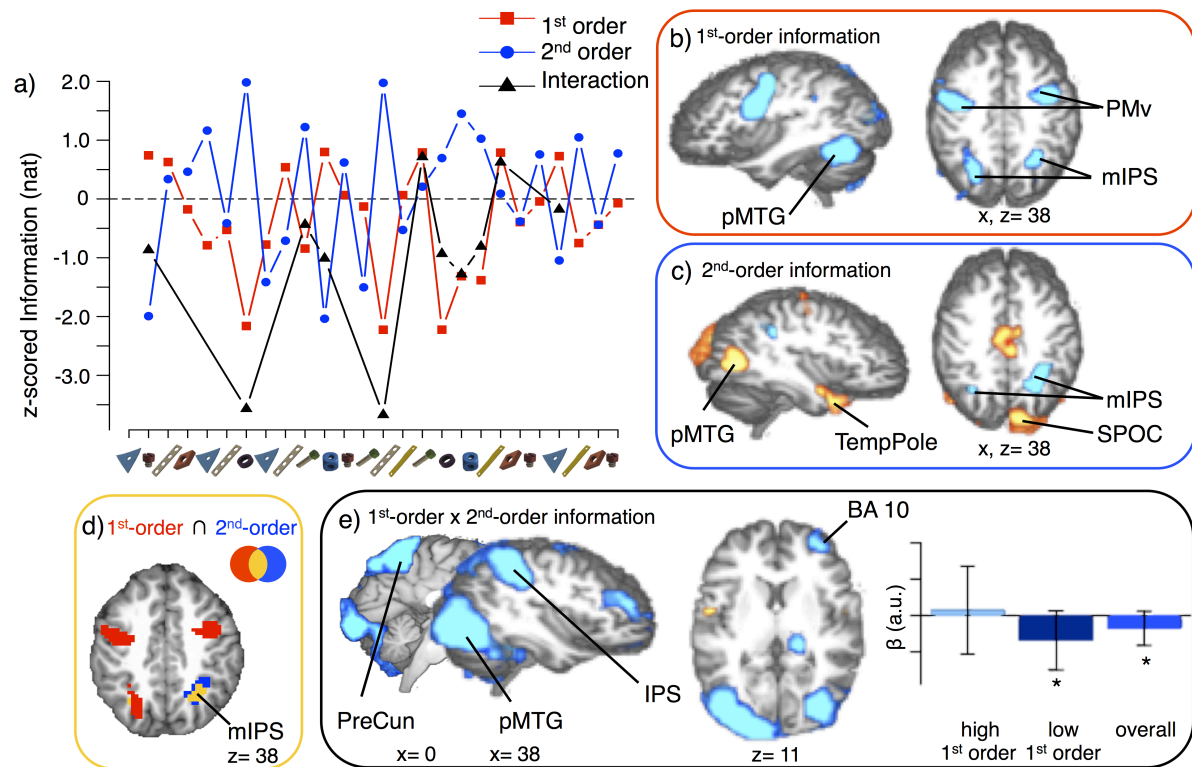 1st order
2nd order
Interaction
a)
z-scored Information (nat)
2.0
1.0
0
-1.0
-2.0
-3.0
b) 1st-order information
PMv
mIPS
pMTG
x, z= 38
c) 2nd-order information
mIPS
SPOC
pMTG
TempPole
x, z= 38
d) 1st-order ∩ 2nd-order
mIPS
z= 38
e) 1st-order x 2nd-order information
BA 10
IPS
PreCun
pMTG
x= 0
x= 38
z= 11
β (a.u.)
* *
high
1st order
low
1st order
overall